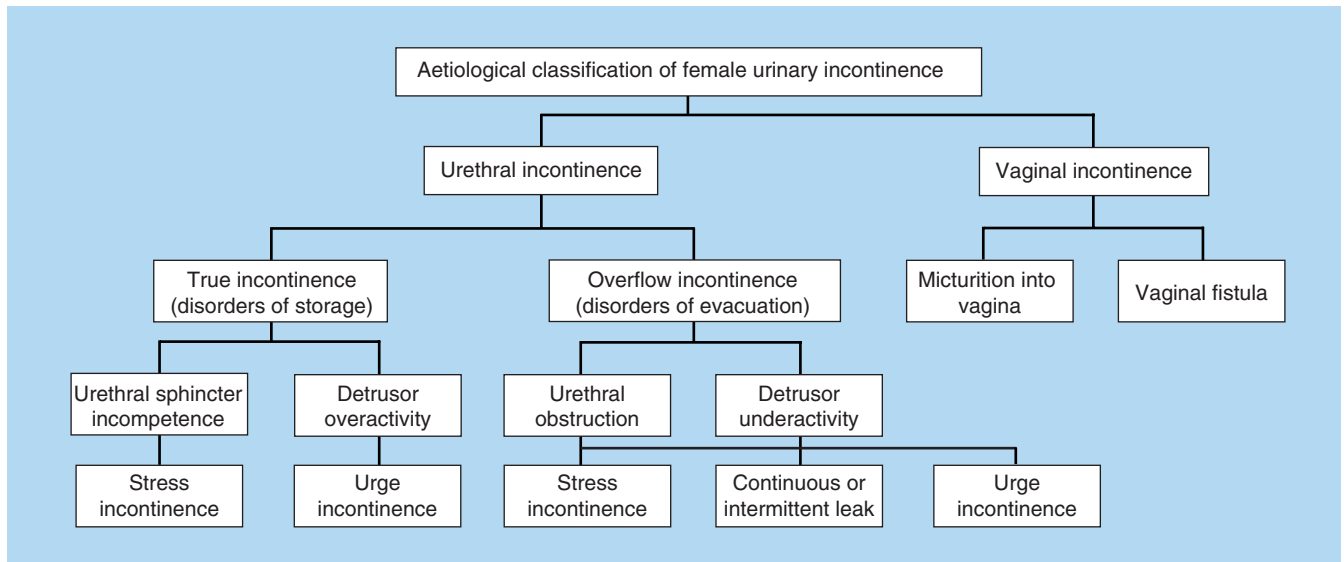 Aetiological classification of female urinary incontinence
Urethral incontinence
Vaginal incontinence
True incontinence
(disorders of storage)
Overflow incontinence
(disorders of evacuation)
Micturition into
vagina
Vaginal fistula
Urethral sphincter
incompetence
Detrusor
overactivity
Urethral
obstruction
Detrusor
underactivity
Stress
incontinence
Urge
incontinence
Stress
incontinence
Continuous or
intermittent leak
Urge
incontinence